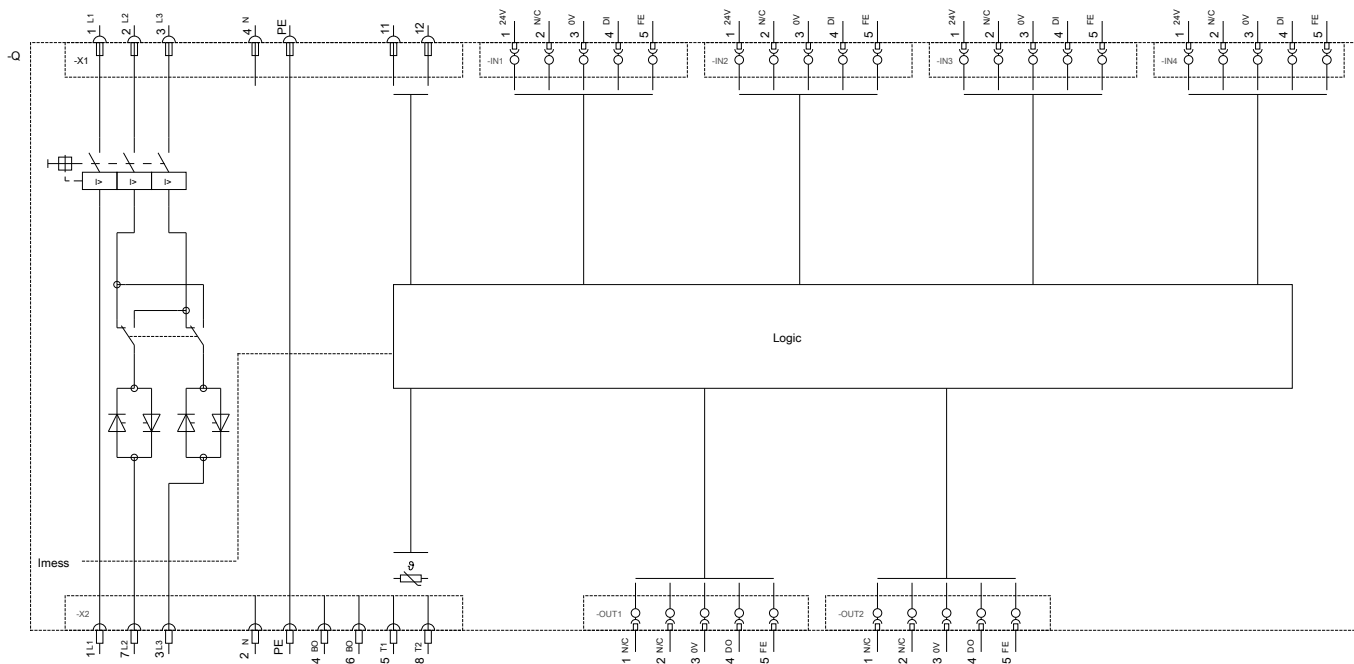 1 L1
2 L2
3 L3
4 N
PE
11
12
1 24V
2 N/C
3 0V
4 DI
5 FE
1 24V
2 N/C
3 0V
4 DI
5 FE
1 24V
2 N/C
3 0V
4 DI
5 FE
1 24V
2 N/C
3 0V
4 DI
5 FE
-Q
-X1
-IN1
-IN2
-IN3
-IN4
I>
I>
I>
Logic
Imess
ϑ
-X2
-OUT1
-OUT2
1 L1
7 L2
3 L3
2 N
PE
4 BO
6 BO
5 T1
8 T2
1 N/C
2 N/C
3 0V
4 DO
5 FE
1 N/C
2 N/C
3 0V
4 DO
5 FE